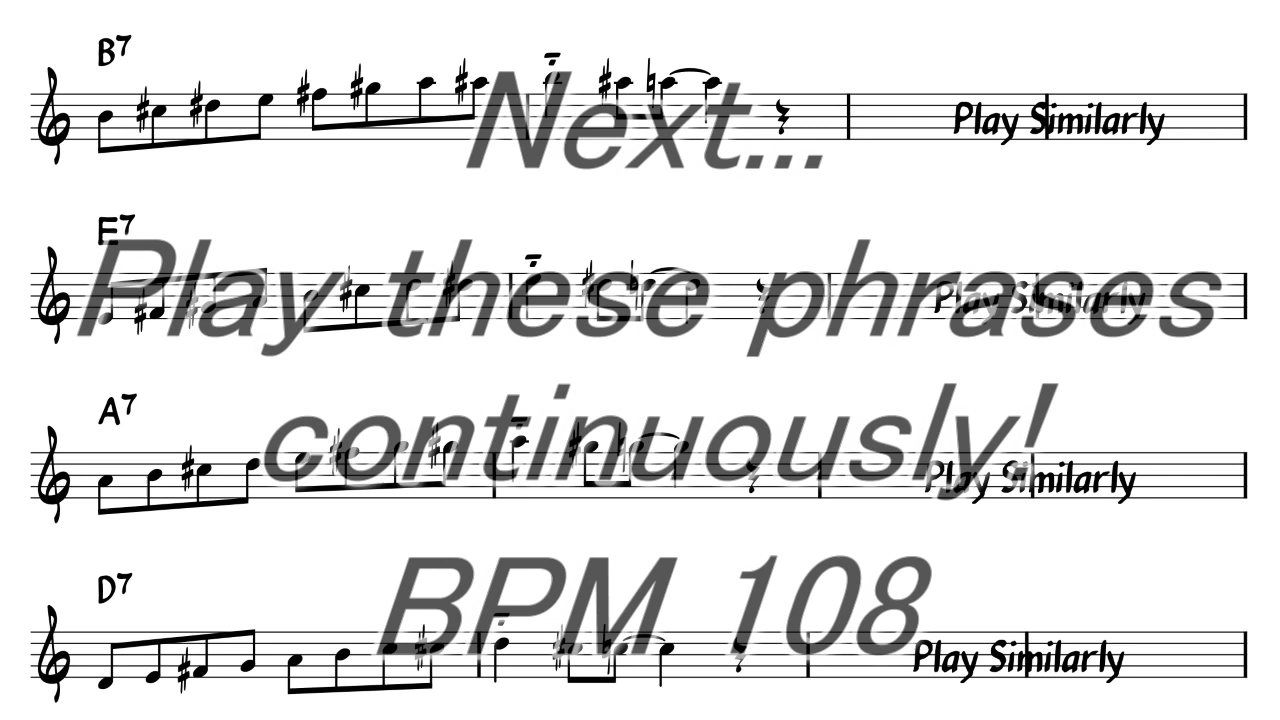 B7
Next...
Play Similarly
E7
Play these phrases
Play Similarly
A7
continuously!
Play Similarly
D7
BPM 108
Play Similarly